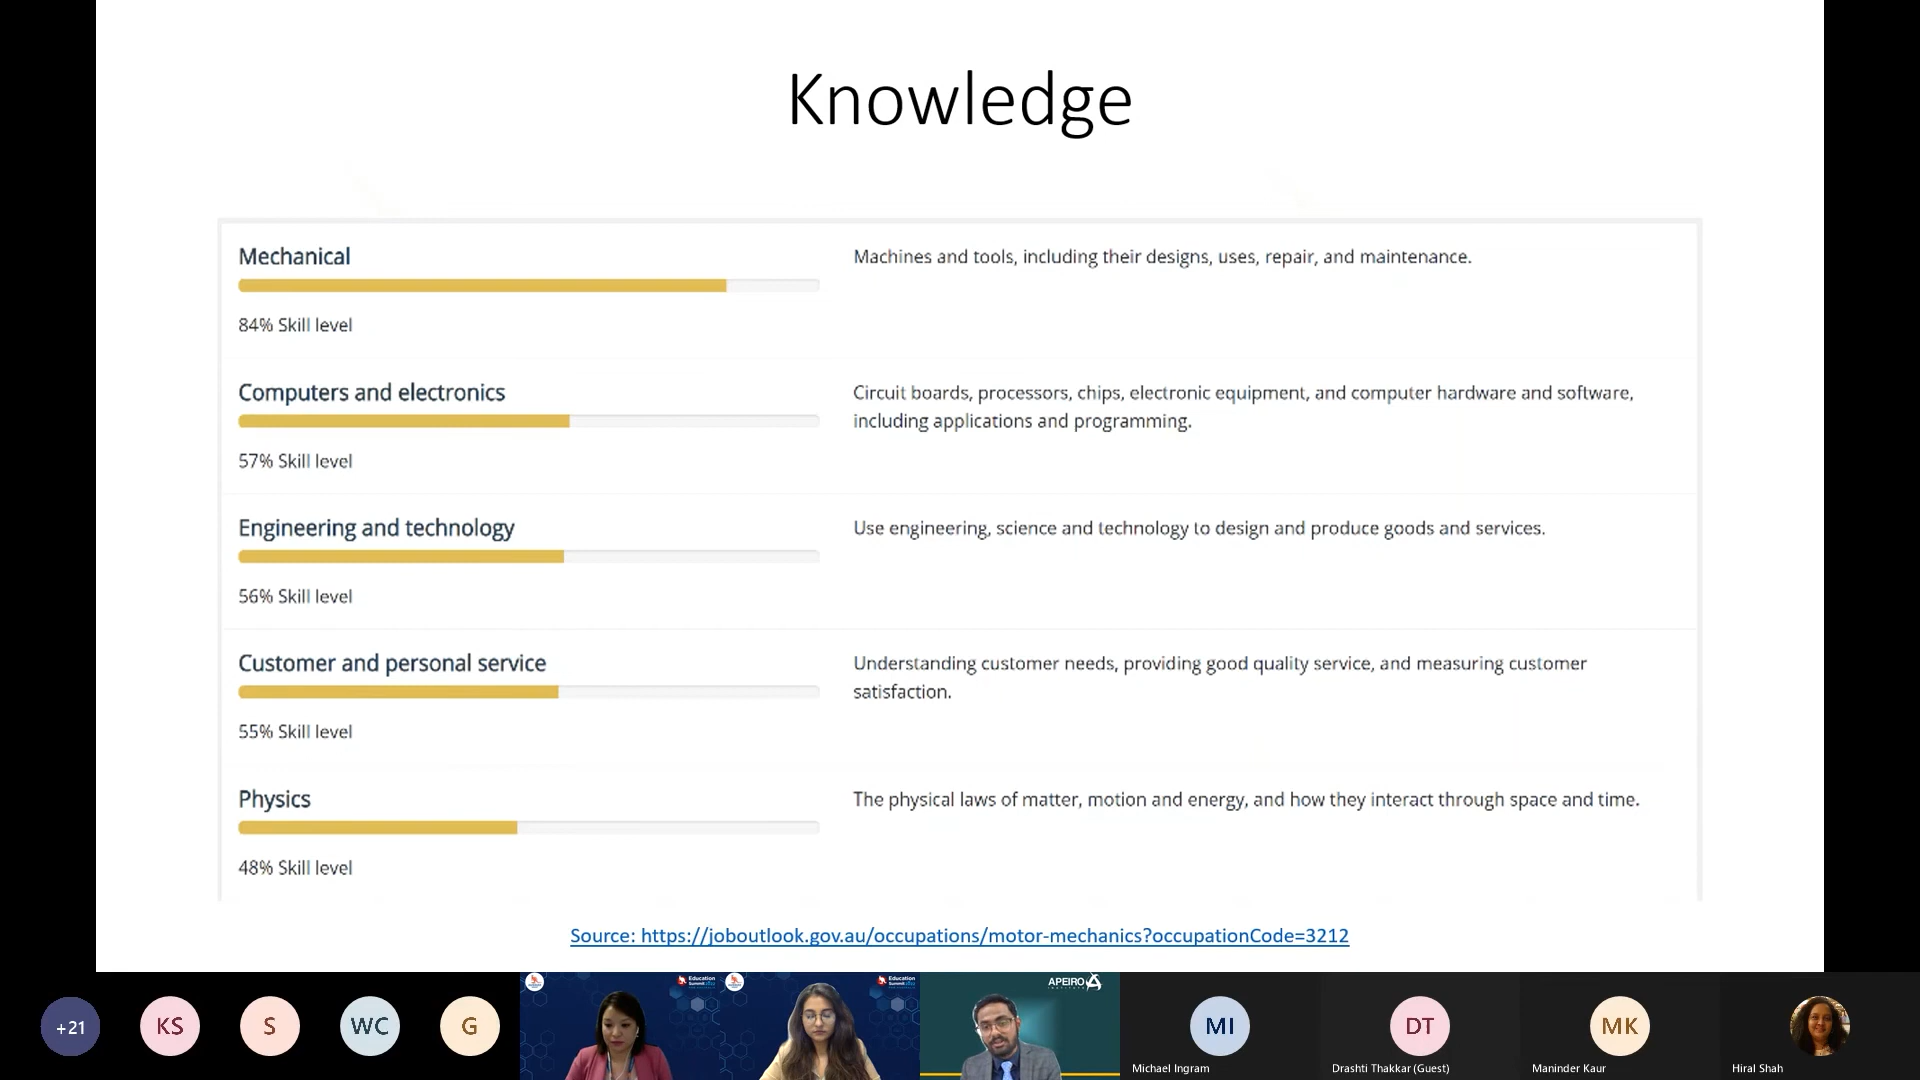 Knowledge
Mechanical
Machines and tools, including their designs, uses, repair, and maintenance.
84% Skill level
Computers and electronics
Circuit boards, processors, chips, electronic equipment, and computer hardware and software,
including applications and programming.
57% Skill level
Engineering and technology
Use engineering, science and technology to design and produce goods and services.
56% Skill level
Customer and personal service
Understanding customer needs, providing good quality service, and measuring customer
satisfaction.
55% Skill level
Physics
The physical laws of matter, motion and energy, and how they interact through space and time.
48% Skill level
Source: https://joboutlook.gov.au/occupations/motor-mechanics?occupationCode=3212
+21
KS
S
WC
G
Education
Summit
Education
Summit
APEIRO
INSTITUTE
MI
Michael Ingram
DT
Drashti Thakkar (Guest)
MK
Maninder Kaur
Hiral Shah